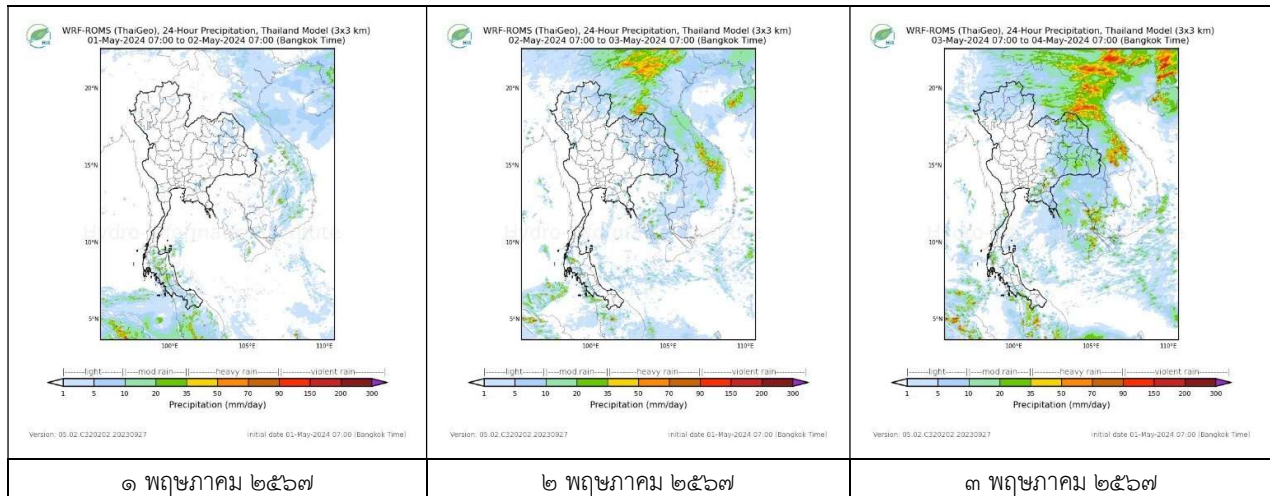 WRF-ROMS (ThaiGeo), 24-Hour Precipitation, Thailand Model (3x3 km)
01-May-2024 07:00 to 02-May-2024 07:00 (Bangkok Time)
20°N
15°N
10°N
5°N
100°E 105°E 110°E
|--------light-------||----mod rain----||-------heavy rain-------||-------violent rain-------|
1 5 10 20 35 50 70 90 150 200 300
Precipitation (mm/day)
Version: 05.02.C320202.20230927 initial date 01-May-2024 07:00 (Bangkok Time)
๑ พฤษภาคม ๒๕๖๗
WRF-ROMS (ThaiGeo), 24-Hour Precipitation, Thailand Model (3x3 km)
02-May-2024 07:00 to 03-May-2024 07:00 (Bangkok Time)
20°N
15°N
10°N
5°N
100°E 105°E 110°E
|--------light-------||----mod rain----||-------heavy rain-------||-------violent rain-------|
1 5 10 20 35 50 70 90 150 200 300
Precipitation (mm/day)
Version: 05.02.C320202.20230927 initial date 01-May-2024 07:00 (Bangkok Time)
๒ พฤษภาคม ๒๕๖๗
WRF-ROMS (ThaiGeo), 24-Hour Precipitation, Thailand Model (3x3 km)
03-May-2024 07:00 to 04-May-2024 07:00 (Bangkok Time)
20°N
15°N
10°N
5°N
100°E 105°E 110°E
|--------light-------||----mod rain----||-------heavy rain-------||-------violent rain-------|
1 5 10 20 35 50 70 90 150 200 300
Precipitation (mm/day)
Version: 05.02.C320202.20230927 initial date 01-May-2024 07:00 (Bangkok Time)
๓ พฤษภาคม ๒๕๖๗